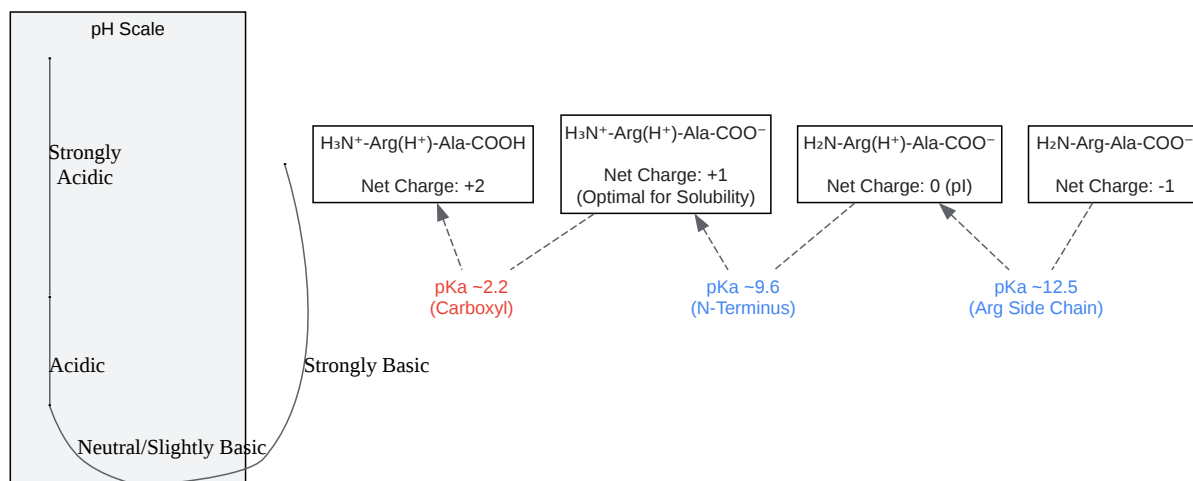 pH Scale
Strongly
Acidic
Acidic
Neutral/Slightly Basic
Strongly Basic
H₃N⁺-Arg(H⁺)-Ala-COOH
Net Charge: +2
H₃N⁺-Arg(H⁺)-Ala-COO⁻
Net Charge: +1
(Optimal for Solubility)
H₂N-Arg(H⁺)-Ala-COO⁻
Net Charge: 0 (pI)
H₂N-Arg-Ala-COO⁻
Net Charge: -1
pKa ~2.2
(Carboxyl)
pKa ~9.6
(N-Terminus)
pKa ~12.5
(Arg Side Chain)